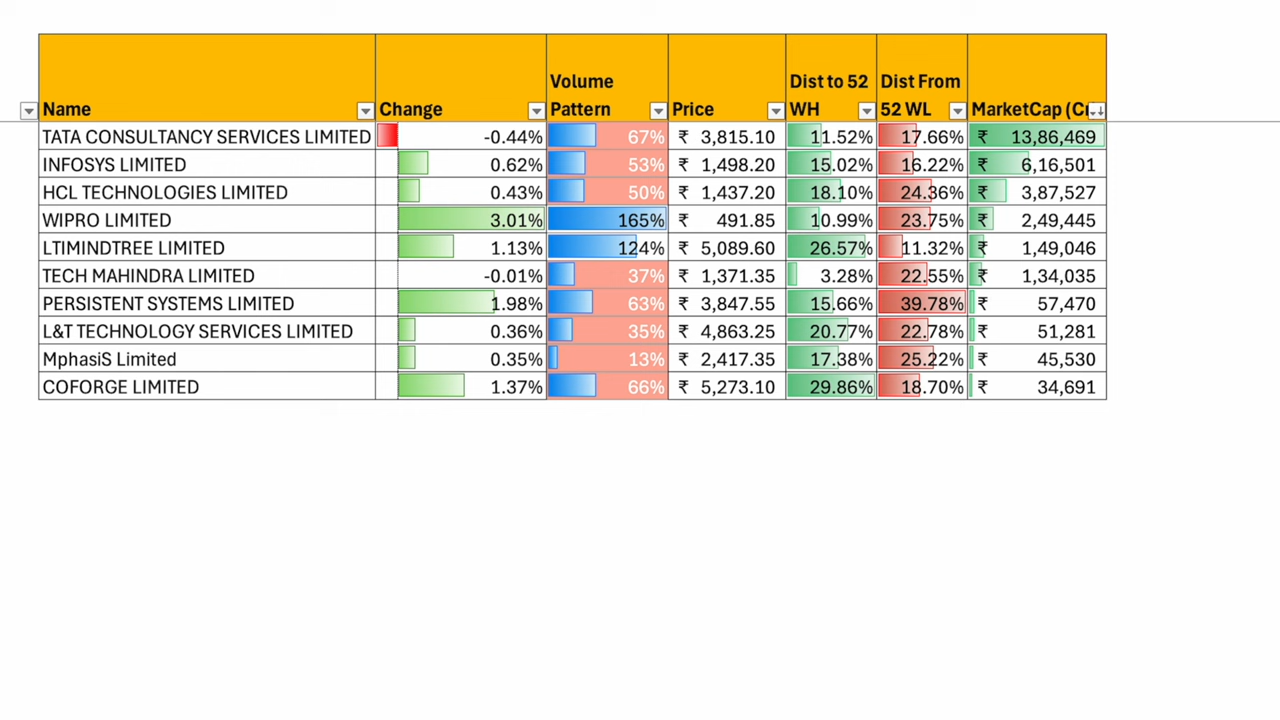 Name Change Volume Pattern Price Dist to 52 WH Dist From 52 WL MarketCap (Cr
TATA CONSULTANCY SERVICES LIMITED -0.44% 67% ₹ 3,815.10 11.52% 17.66% ₹ 13,86,469
INFOSYS LIMITED 0.62% 53% ₹ 1,498.20 15.02% 16.22% ₹ 6,16,501
HCL TECHNOLOGIES LIMITED 0.43% 50% ₹ 1,437.20 18.10% 24.36% ₹ 3,87,527
WIPRO LIMITED 3.01% 165% ₹ 491.85 10.99% 23.75% ₹ 2,49,445
LTIMINDTREE LIMITED 1.13% 124% ₹ 5,089.60 26.57% 11.32% ₹ 1,49,046
TECH MAHINDRA LIMITED -0.01% 37% ₹ 1,371.35 3.28% 22.55% ₹ 1,34,035
PERSISTENT SYSTEMS LIMITED 1.98% 63% ₹ 3,847.55 15.66% 39.78% ₹ 57,470
L&T TECHNOLOGY SERVICES LIMITED 0.36% 35% ₹ 4,863.25 20.77% 22.78% ₹ 51,281
MphasiS Limited 0.35% 13% ₹ 2,417.35 17.38% 25.22% ₹ 45,530
COFORGE LIMITED 1.37% 66% ₹ 5,273.10 29.86% 18.70% ₹ 34,691